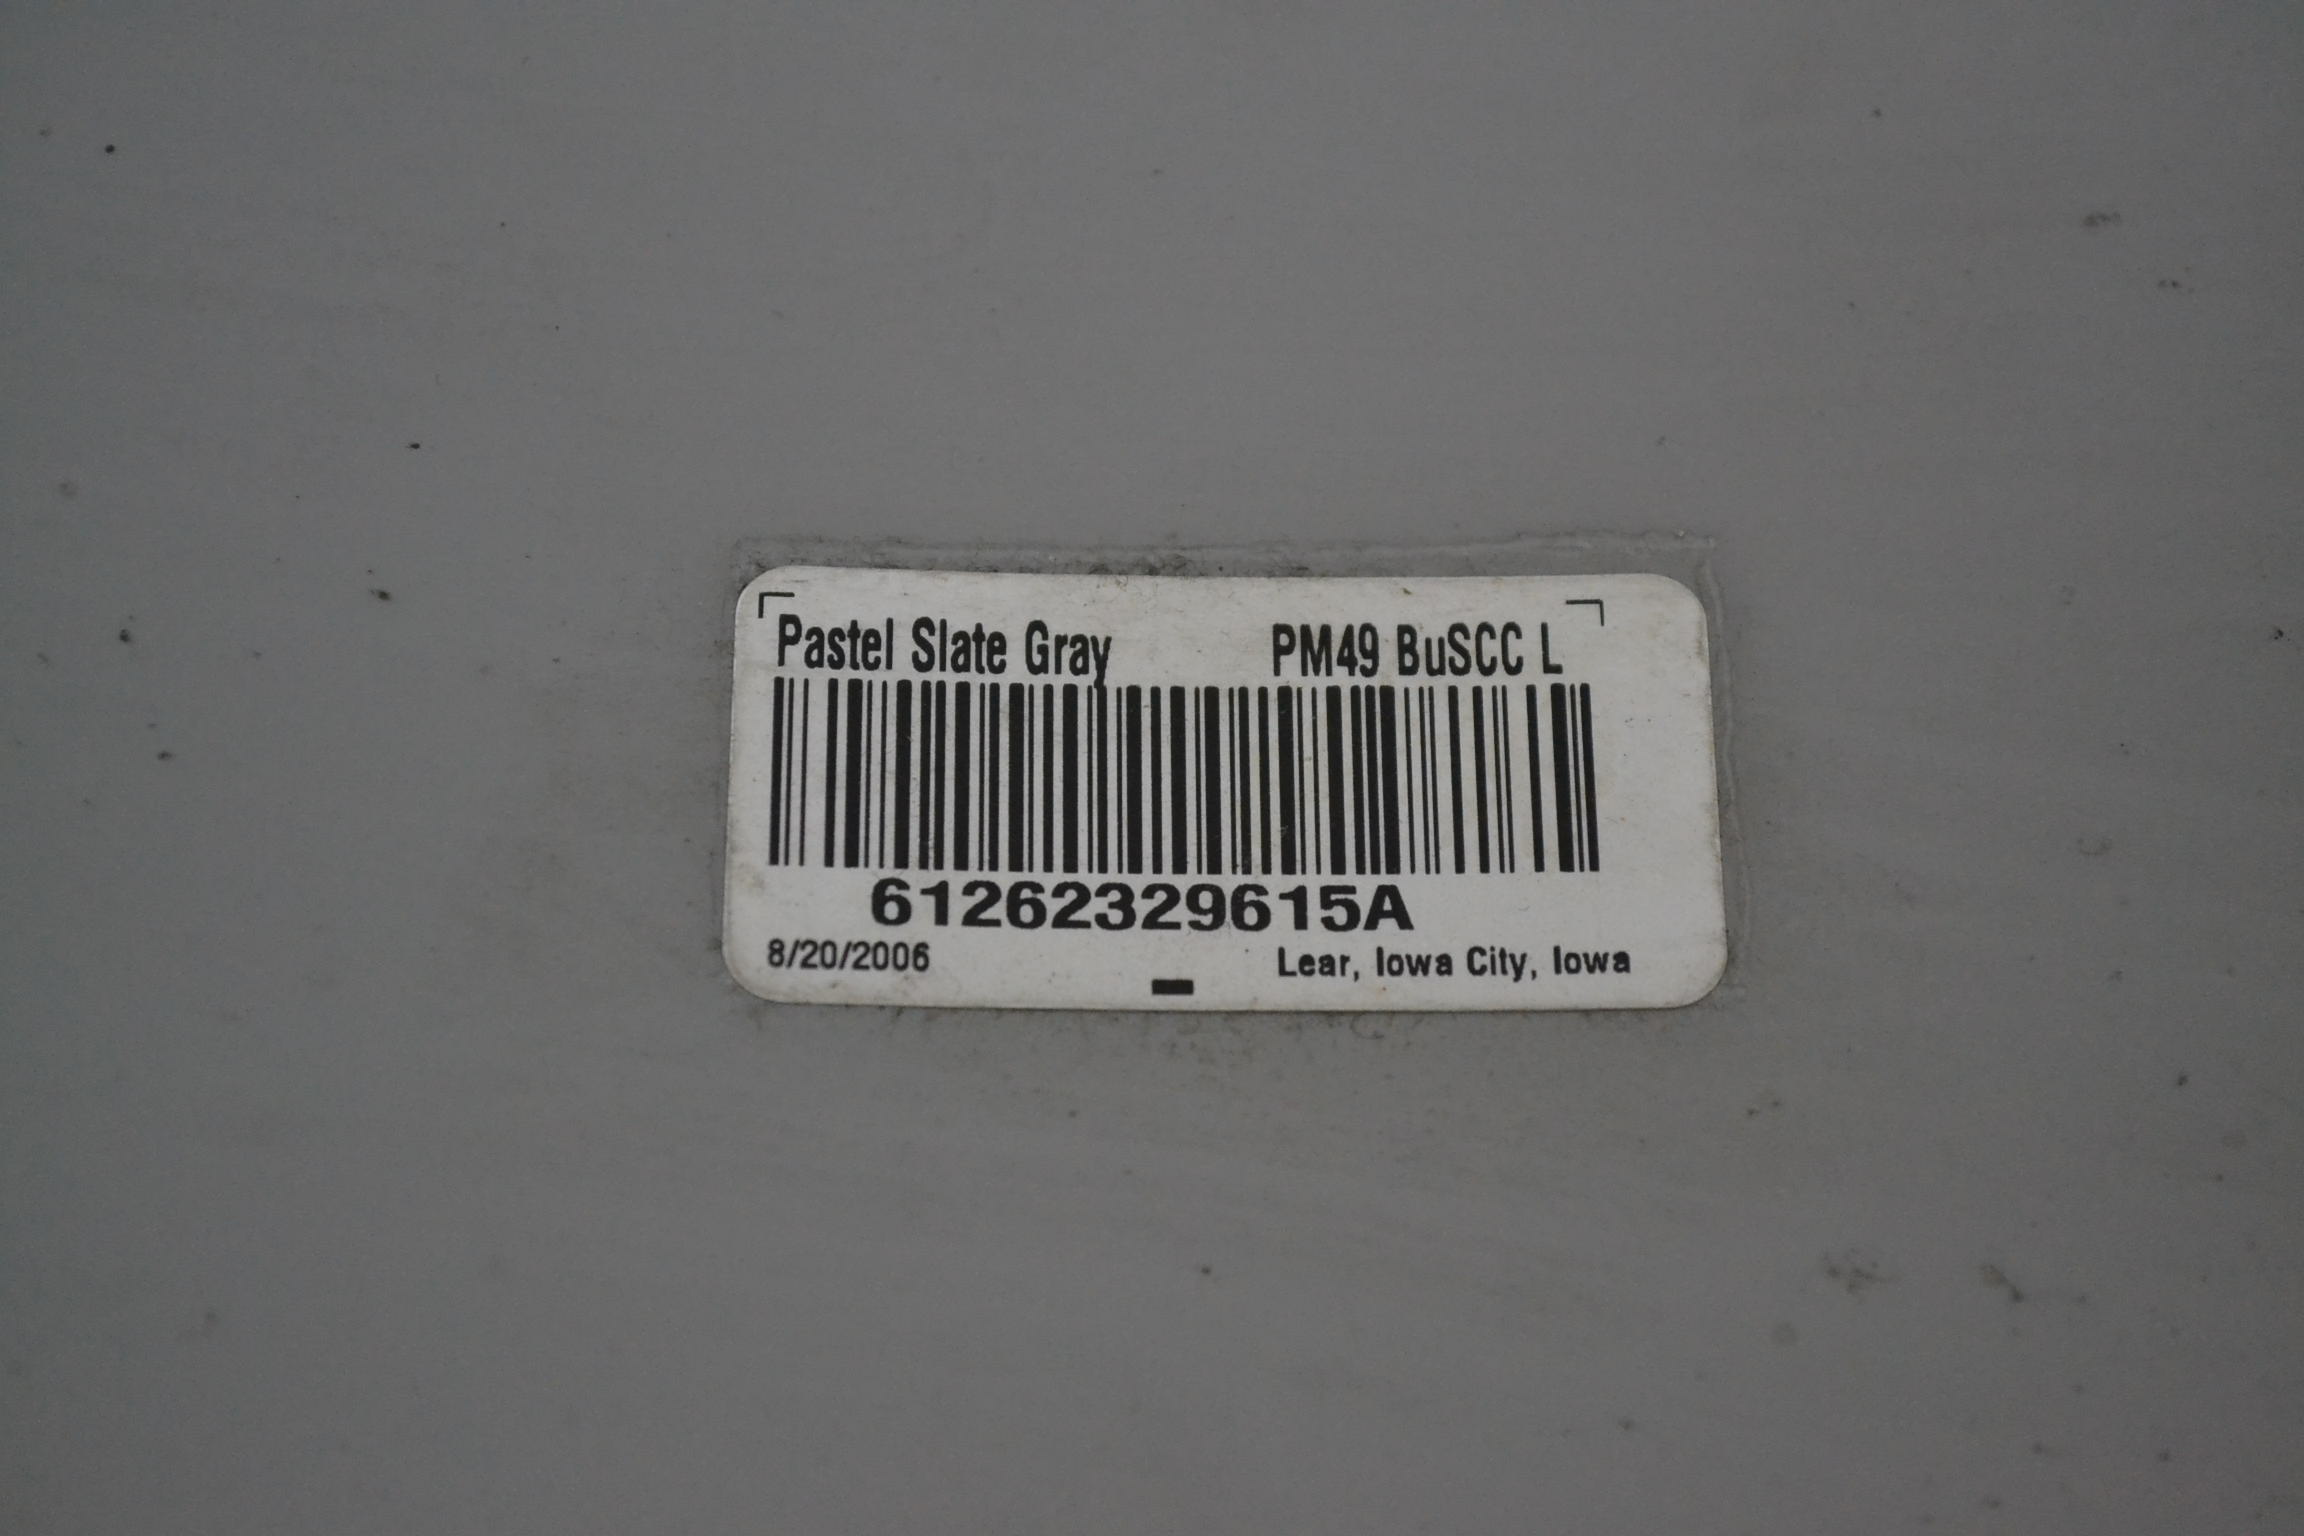 Pastel Slate Gray PM49 BuSCC L
61262329615A
8/20/2006 Lear, Iowa City, Iowa